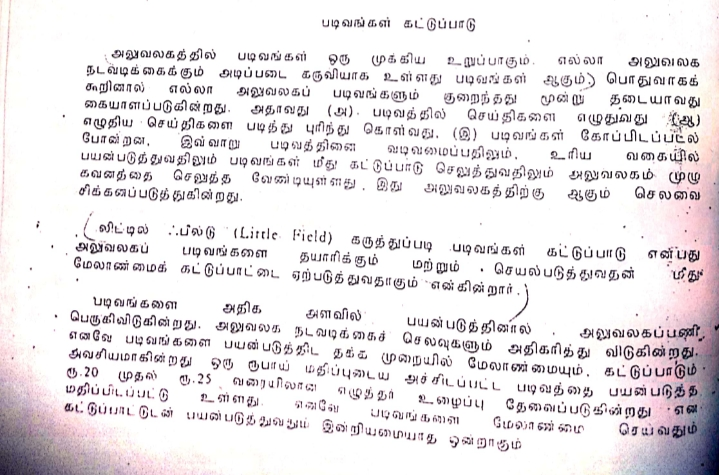 படிவங்கள் கட்டுப்பாடு
அலுவலகத்தில் படிவங்கள் ஒரு முக்கிய உறுப்பாகும். எல்லா அலுவலக
நடவடிக்கைக்கும் அடிப்படை கருவியாக உள்ளது படிவங்கள் ஆகும். பொதுவாகக்
கூறினால் எல்லா அலுவலகப் படிவங்களும் குறைந்தது மூன்று தடையாவது
கையாளப்படுகின்றது. அதாவது (அ). படிவத்தில் செய்திகளை எழுதுவது (ஆ)
எழுதிய செய்திகளை படித்து புரிந்து கொள்வது, (இ) படிவங்கள் கோப்பிடப்படல்
போன்றன. இவ்வாறு படிவத்தினை வடிவமைப்பதிலும், உரிய வகையில்
பயன்படுத்துவதிலும் படிவங்கள் மீது கட்டுப்பாடு செலுத்துவதிலும் அலுவலகம் முழு
கவனத்தை செலுத்த வேண்டியுள்ளது. இது அலுவலகத்திற்கு ஆகும் செலவை
சிக்கனப்படுத்துகின்றது.
(லிட்டில் ஃபீல்டு (Little Field) கருத்துப்படி படிவங்கள் கட்டுப்பாடு என்பது
அலுவலகப் படிவங்களை தயாரிக்கும் மற்றும் செயல்படுத்துவதன் மீது
மேலாண்மைக் கட்டுப்பாட்டை ஏற்படுத்துவதாகும் என்கின்றார்.)
படிவங்களை அதிக அளவில் பயன்படுத்தினால் அலுவலகப்பணி
பெருகிவிடுகின்றது. அலுவலக நடவடிக்கைச் செலவுகளும் அதிகரித்து விடுகின்றது.
எனவே படிவங்களை பயன்படுத்திட தக்க முறையில் மேலாண்மையும், கட்டுப்பாடும்
அவசியமாகின்றது ஒரு ரூபாய் மதிப்புடைய அச்சிடப்பட்ட படிவத்தை பயன்படுத்த
ரூ.20 முதல் ரூ.25 வரையிலான எழுத்தர் உழைப்பு தேவைப்படுகின்றது என
மதிப்பிடப்பட்டு உள்ளது. எனவே படிவங்களை மேலாண்மை செய்வதும்
கட்டுப்பாட்டுடன் பயன்படுத்துவதும் இன்றியமையாத ஒன்றாகும்